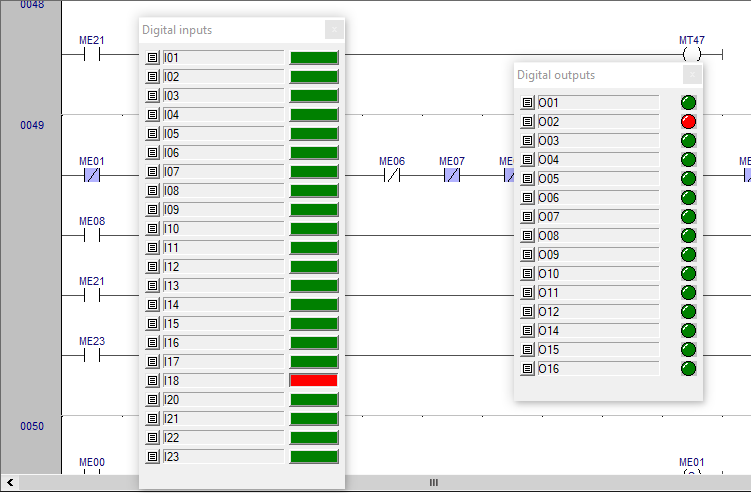 0048
ME21
MT47
0049
ME01
ME06
ME07
ME08
ME21
ME23
0050
ME00
ME01
Digital inputs
I01
I02
I03
I04
I05
I06
I07
I08
I09
I10
I11
I12
I13
I14
I15
I16
I17
I18
I20
I21
I22
I23
Digital outputs
O01
O02
O03
O04
O05
O06
O07
O08
O09
O10
O11
O12
O14
O15
O16